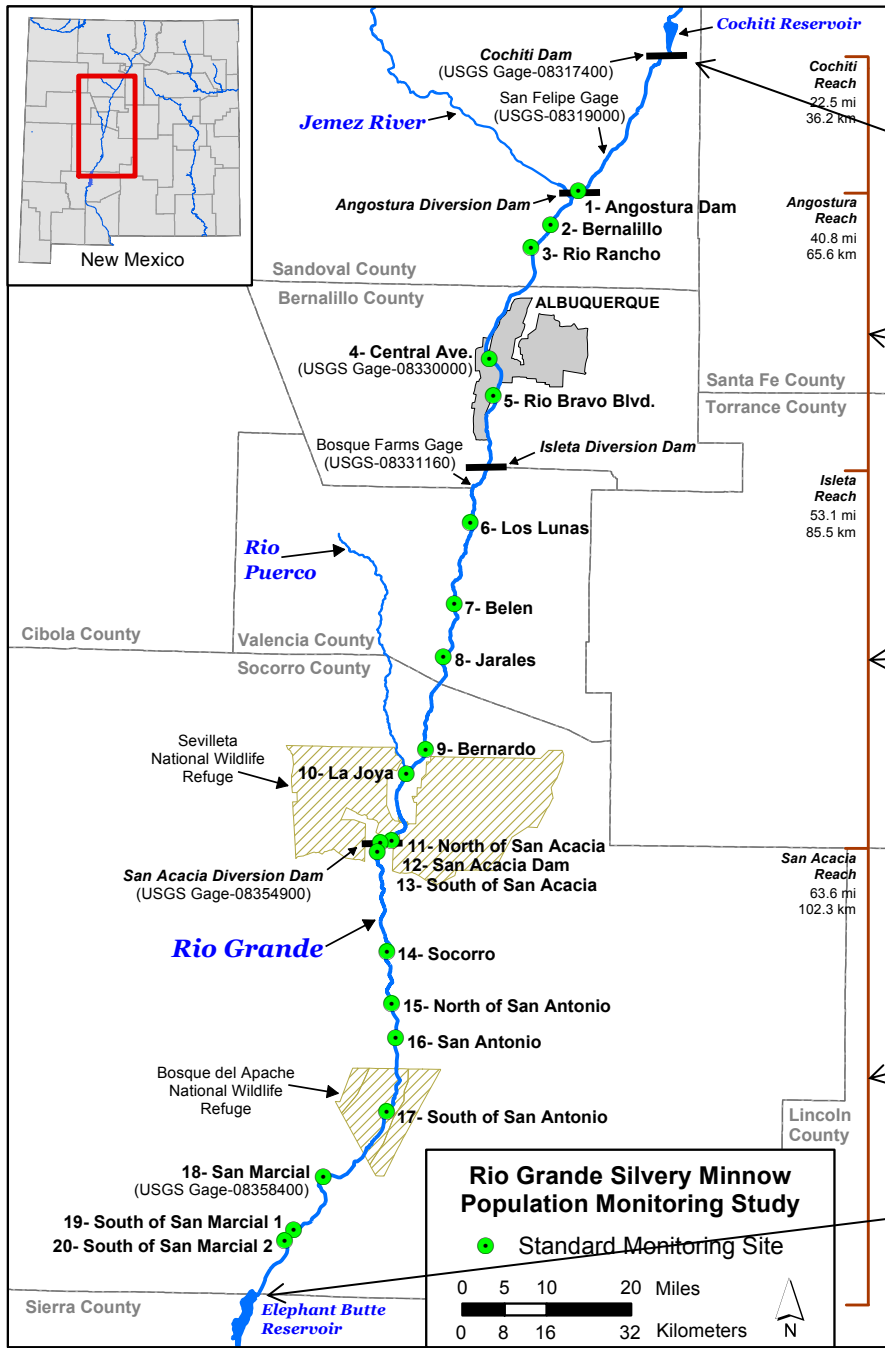 Cochiti Reservoir
Cochiti Dam
(USGS Gage-08317400)
Cochiti
Reach
22.5 mi
36.2 km
San Felipe Gage
(USGS-08319000)
Jemez River
New Mexico
Angostura Diversion Dam
1- Angostura Dam
2- Bernalillo
3- Rio Rancho
Angostura
Reach
40.8 mi
65.6 km
Sandoval County
Bernalillo County
ALBUQUERQUE
4- Central Ave.
(USGS Gage-08330000)
5- Rio Bravo Blvd.
Santa Fe County
Torrance County
Bosque Farms Gage
(USGS-08331160)
Isleta Diversion Dam
Isleta
Reach
53.1 mi
85.5 km
6- Los Lunas
Rio
Puerco
7- Belen
Cibola County
Valencia County
Socorro County
8- Jarales
Sevilleta
National Wildlife
Refuge
9- Bernardo
10- La Joya
11- North of San Acacia
12- San Acacia Dam
13- South of San Acacia
San Acacia Diversion Dam
(USGS Gage-08354900)
San Acacia
Reach
63.6 mi
102.3 km
Rio Grande
14- Socorro
15- North of San Antonio
16- San Antonio
Bosque del Apache
National Wildlife
Refuge
17- South of San Antonio
Lincoln
County
18- San Marcial
(USGS Gage-08358400)
19- South of San Marcial 1
20- South of San Marcial 2
Sierra County
Elephant Butte
Reservoir
Rio Grande Silvery Minnow
Population Monitoring Study
Standard Monitoring Site
0 5 10 20 Miles
0 8 16 32 Kilometers
N